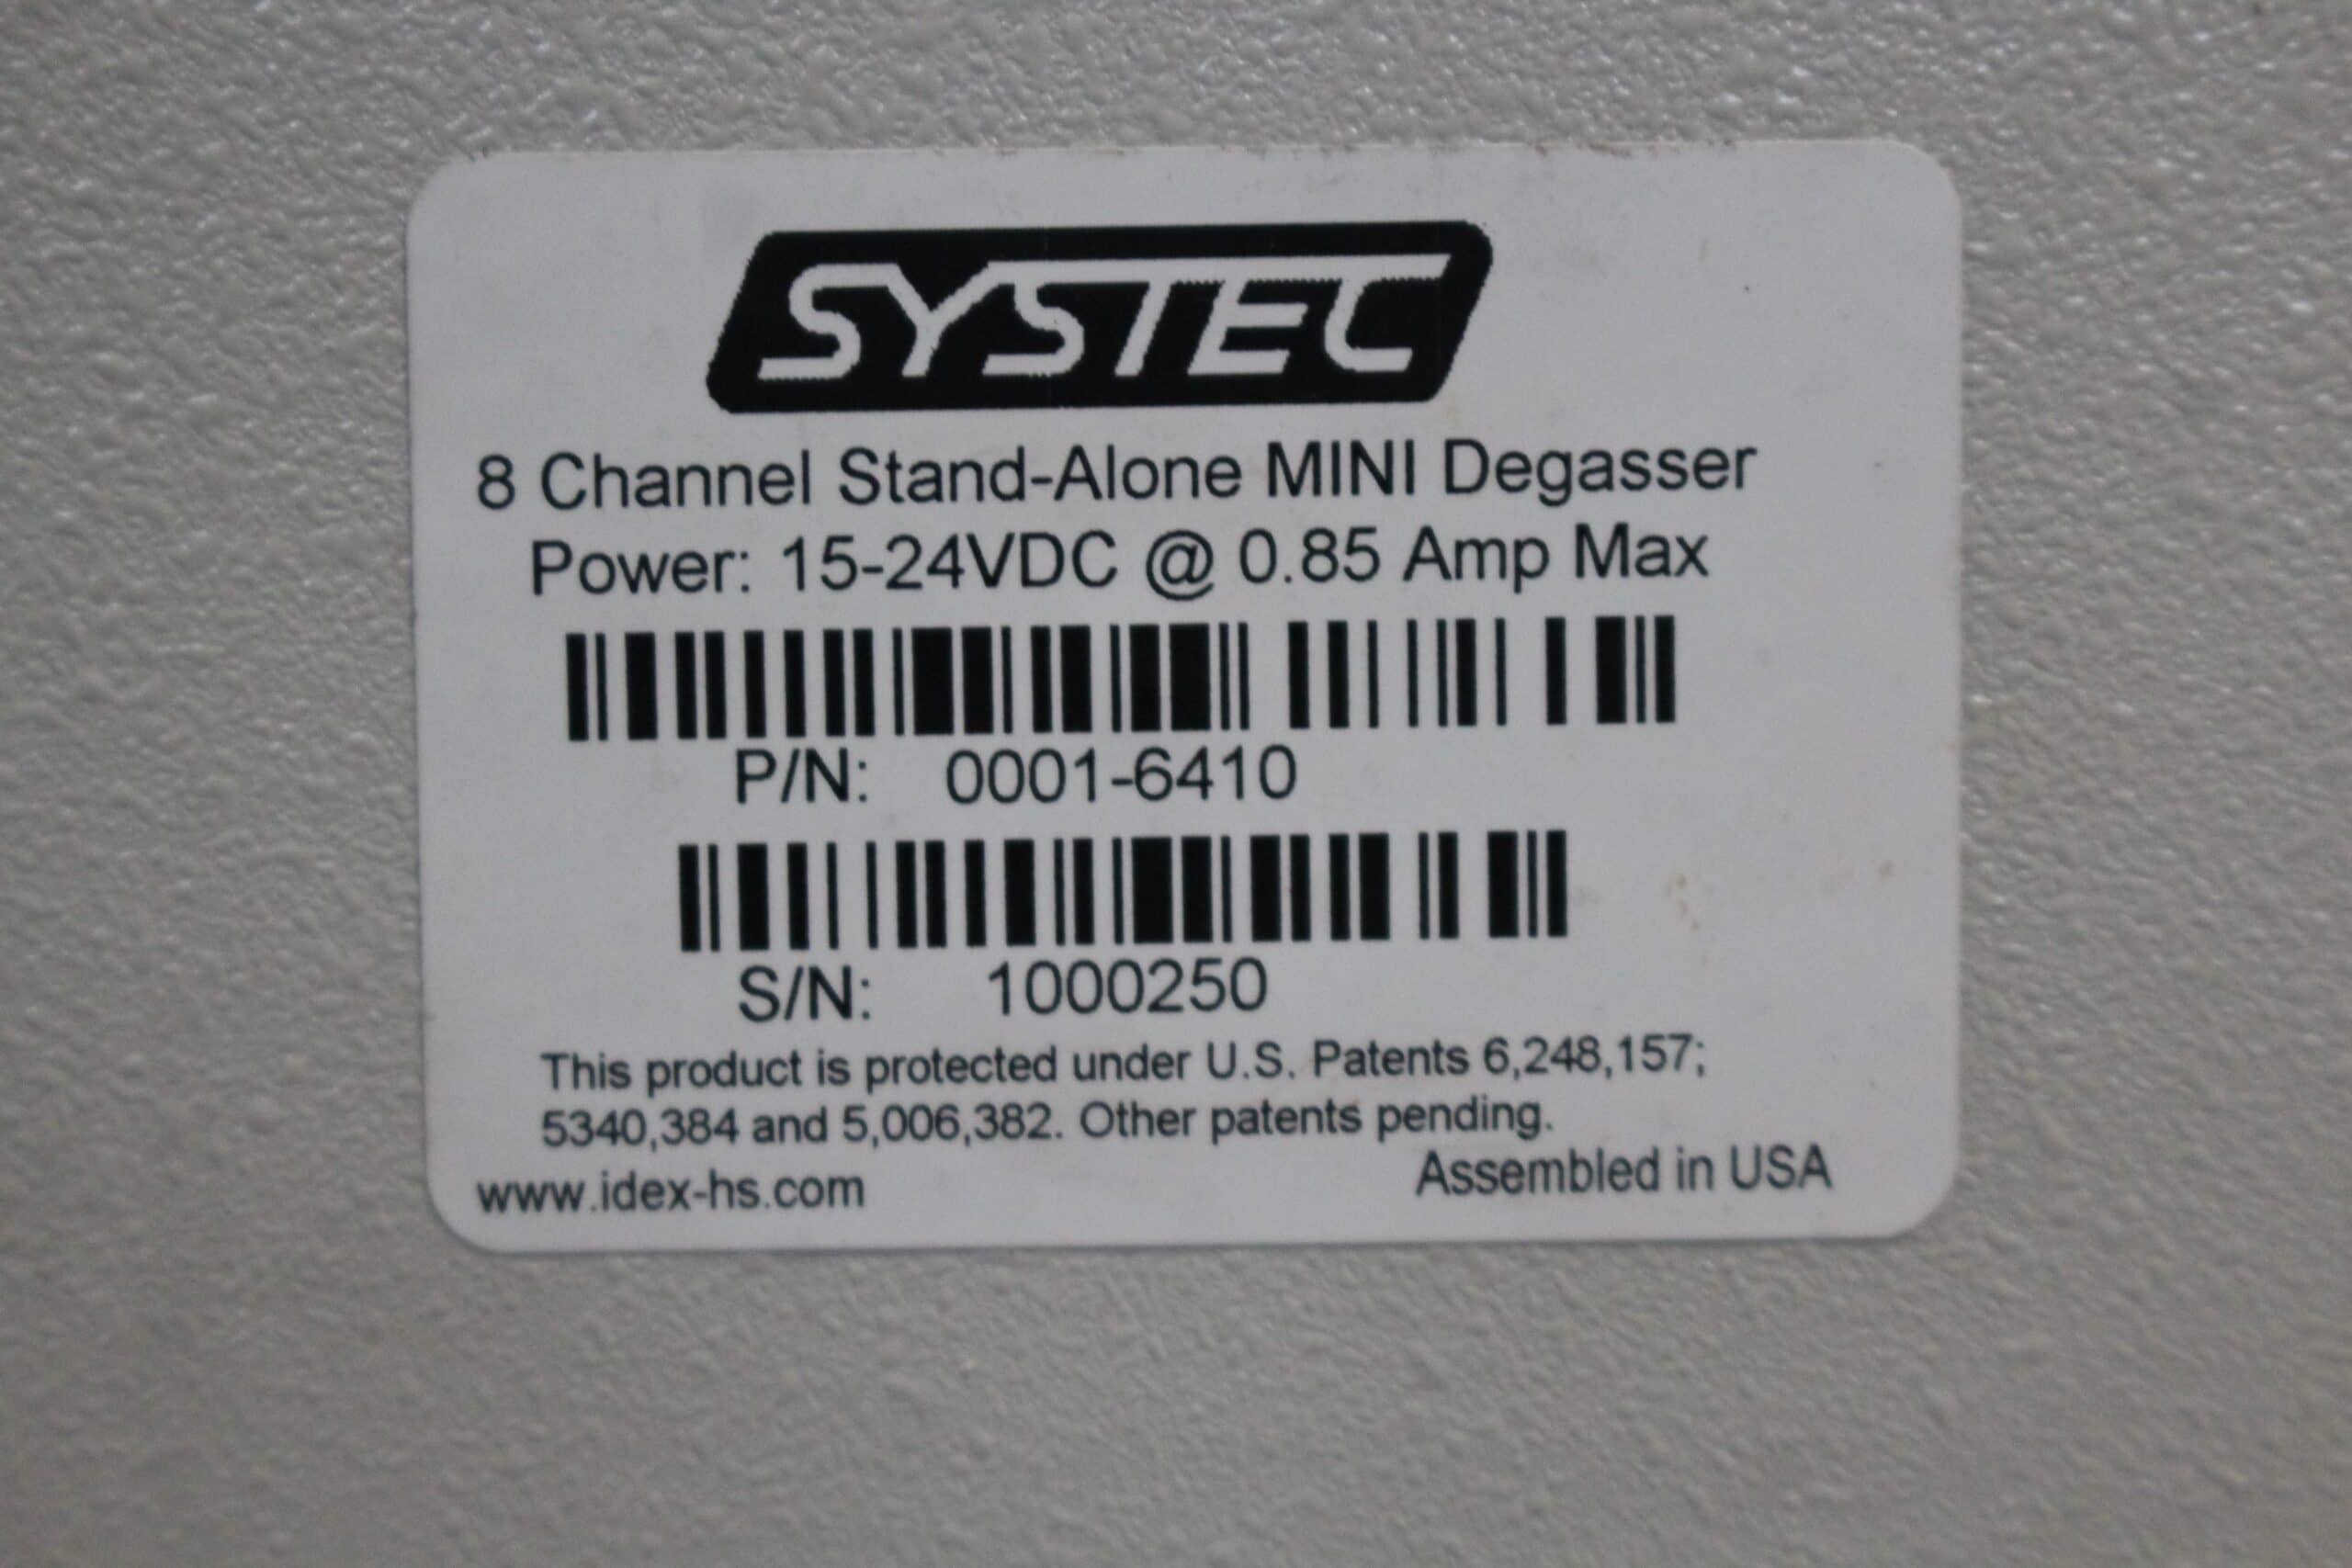 SYSTEC
8 Channel Stand-Alone MINI Degasser
Power: 15-24VDC @ 0.85 Amp Max
P/N: 0001-6410
S/N: 1000250
This product is protected under U.S. Patents 6,248,157;
5340,384 and 5,006,382. Other patents pending.
www.idex-hs.com Assembled in USA